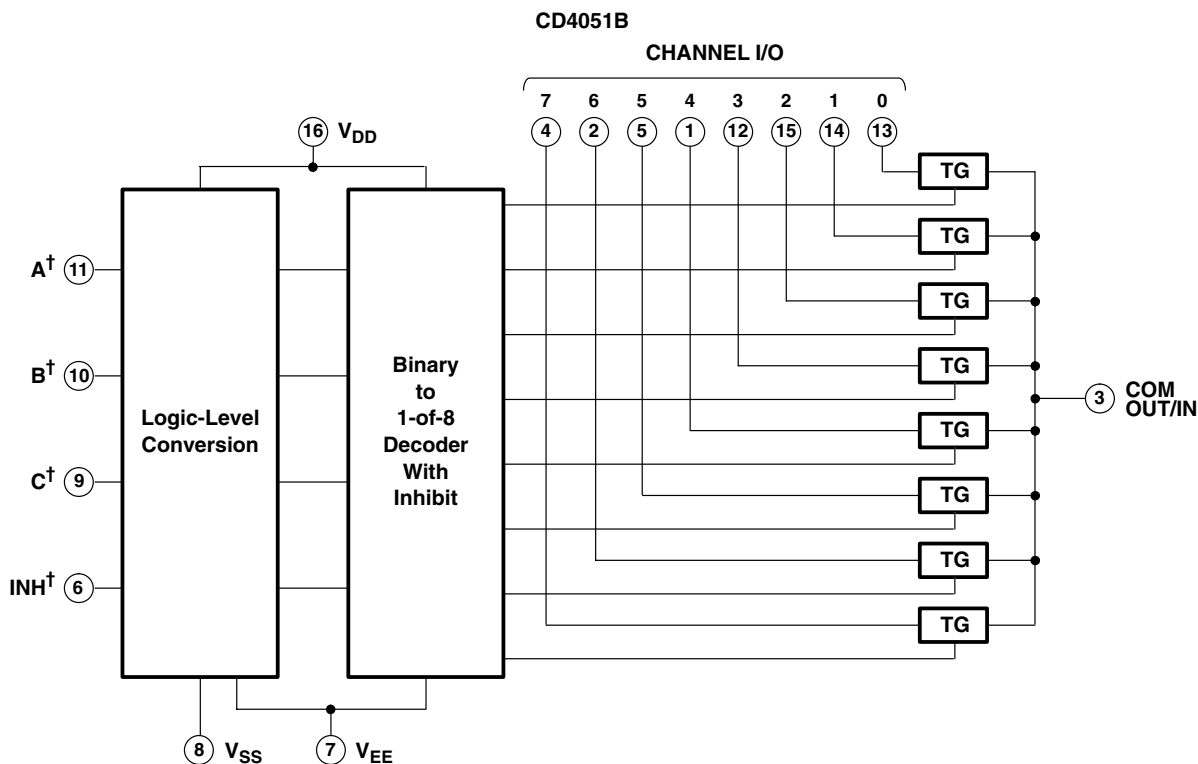 CD4051B
CHANNEL I/O
7 6 5 4 3 2 1 0
4 2 5 1 12 15 14 13
16 VDD
TG
TG
TG
TG
TG
TG
TG
TG
A† 11
B† 10
C† 9
INH† 6
Logic-Level
Conversion
Binary
to
1-of-8
Decoder
With
Inhibit
3 COM
OUT/IN
8 VSS
7 VEE